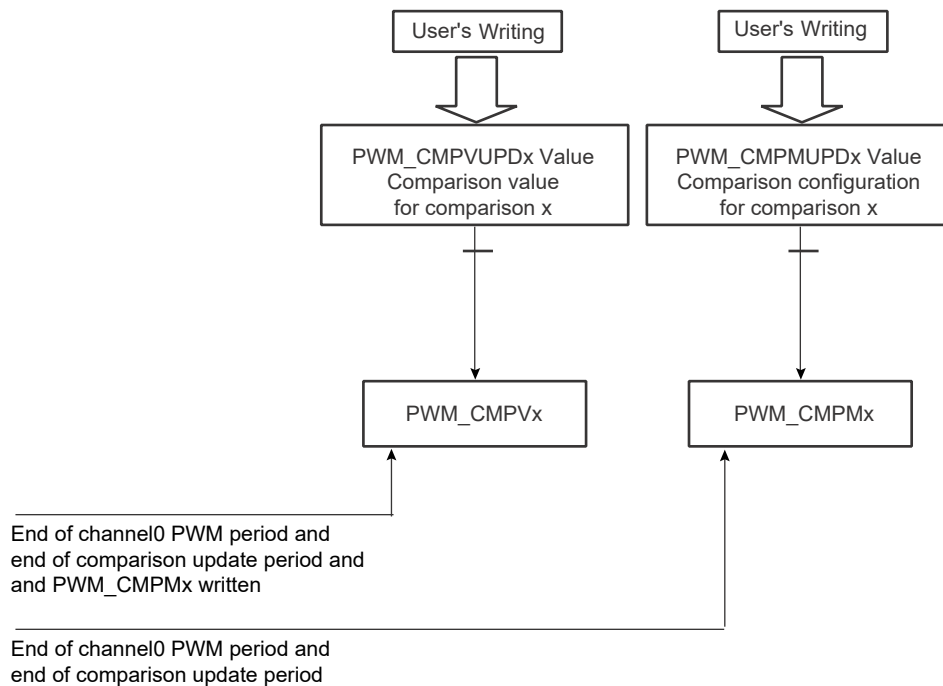 User's Writing
User's Writing
PWM_CMPVUPDx Value
Comparison value
for comparison x
PWM_CMPMUPDx Value
Comparison configuration
for comparison x
PWM_CMPVx
PWM_CMPMx
End of channel0 PWM period and
end of comparison update period and
and PWM_CMPMx written
End of channel0 PWM period and
end of comparison update period